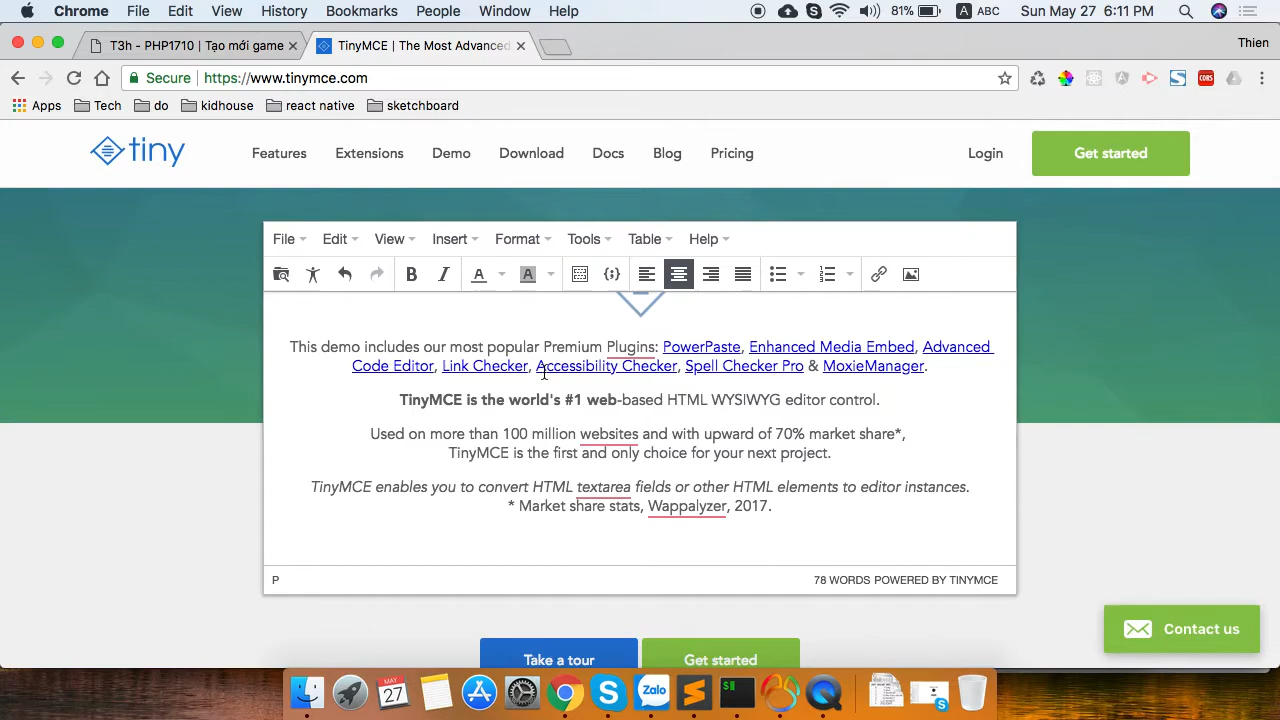 Chrome File Edit View History Bookmarks People Window Help 81% A ABC Sun May 27 6:11 PM
T3h - PHP1710 | Tạo mới game TinyMCE | The Most Advanced Thien
Secure https://www.tinymce.com CORS
Apps Tech do kidhouse react native sketchboard
tiny Features Extensions Demo Download Docs Blog Pricing Login Get started
File Edit View Insert Format Tools Table Help
B I A A
This demo includes our most popular Premium Plugins: PowerPaste, Enhanced Media Embed, Advanced
Code Editor, Link Checker, Accessibility Checker, Spell Checker Pro & MoxieManager.
TinyMCE is the world's #1 web-based HTML WYSIWYG editor control.
Used on more than 100 million websites and with upward of 70% market share*,
TinyMCE is the first and only choice for your next project.
TinyMCE enables you to convert HTML textarea fields or other HTML elements to editor instances.
* Market share stats, Wappalyzer, 2017.
P 78 WORDS POWERED BY TINYMCE
Contact us
Take a tour Get started
MAY 27 Zalo